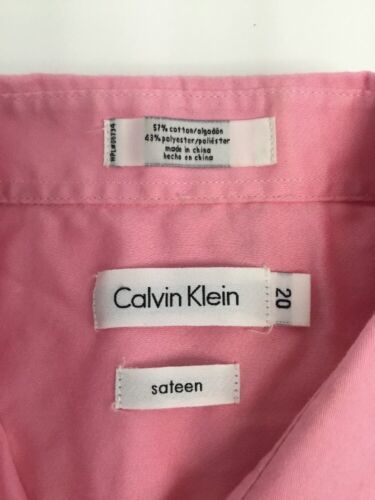 57% cotton/algodón
43% polyester/poliéster
made in china
hecho en china
Calvin Klein
20
sateen